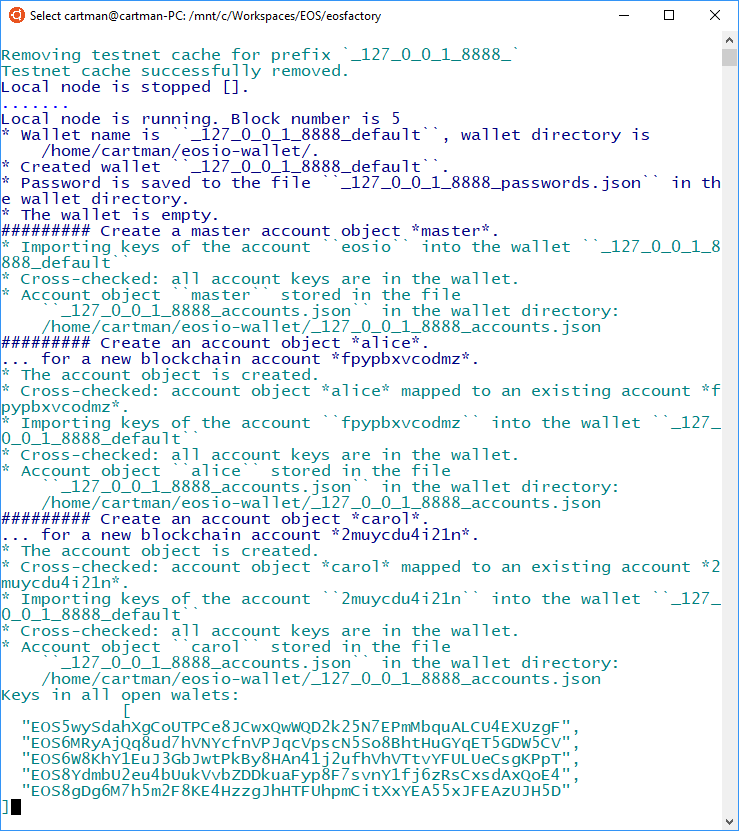 Select cartman@cartman-PC: /mnt/c/Workspaces/EOS/eosfactory
Removing testnet cache for prefix `_127_0_0_1_8888_`
Testnet cache successfully removed.
Local node is stopped [].
.......
Local node is running. Block number is 5
* Wallet name is ``_127_0_0_1_8888_default``, wallet directory is
/home/cartman/eosio-wallet/.
* Created wallet ``_127_0_0_1_8888_default``.
* Password is saved to the file ``_127_0_0_1_8888_passwords.json`` in th
e wallet directory.
* The wallet is empty.
######### Create a master account object *master*.
* Importing keys of the account ``eosio`` into the wallet ``_127_0_0_1_8
888_default``
* Cross-checked: all account keys are in the wallet.
* Account object ``master`` stored in the file
``_127_0_0_1_8888_accounts.json`` in the wallet directory:
/home/cartman/eosio-wallet/_127_0_0_1_8888_accounts.json
######### Create an account object *alice*.
... for a new blockchain account *fpypbxvcodmz*.
* The account object is created.
* Cross-checked: account object *alice* mapped to an existing account *f
pypbxvcodmz*.
* Importing keys of the account ``fpypbxvcodmz`` into the wallet ``_127_
0_0_1_8888_default``
* Cross-checked: all account keys are in the wallet.
* Account object ``alice`` stored in the file
``_127_0_0_1_8888_accounts.json`` in the wallet directory:
/home/cartman/eosio-wallet/_127_0_0_1_8888_accounts.json
######### Create an account object *carol*.
... for a new blockchain account *2muycdu4i21n*.
* The account object is created.
* Cross-checked: account object *carol* mapped to an existing account *2
muycdu4i21n*.
* Importing keys of the account ``2muycdu4i21n`` into the wallet ``_127_
0_0_1_8888_default``
* Cross-checked: all account keys are in the wallet.
* Account object ``carol`` stored in the file
``_127_0_0_1_8888_accounts.json`` in the wallet directory:
/home/cartman/eosio-wallet/_127_0_0_1_8888_accounts.json
Keys in all open walets:
[
"EOS5wySdahXgCoUTPCe8JCwxQwWQD2k25N7EPmMbquALCU4EXUzgF",
"EOS6MRyAjQq8ud7hVNYcfnVPJqcVpscN5So8BhtHuGYqET5GDW5CV",
"EOS6W8KhY1EuJ3GbJwtPkBy8HAn41j2ufhVhVTtvYFULUeCsgKPpT",
"EOS8YdmbU2eu4bUukVvbZDDkuaFyp8F7svnY1fj6zRsCxsdAxQoE4",
"EOS8gDg6M7h5m2F8KE4HzzgJhHTFUhpmCitXxYEA55xJFEAzUJH5D"
]